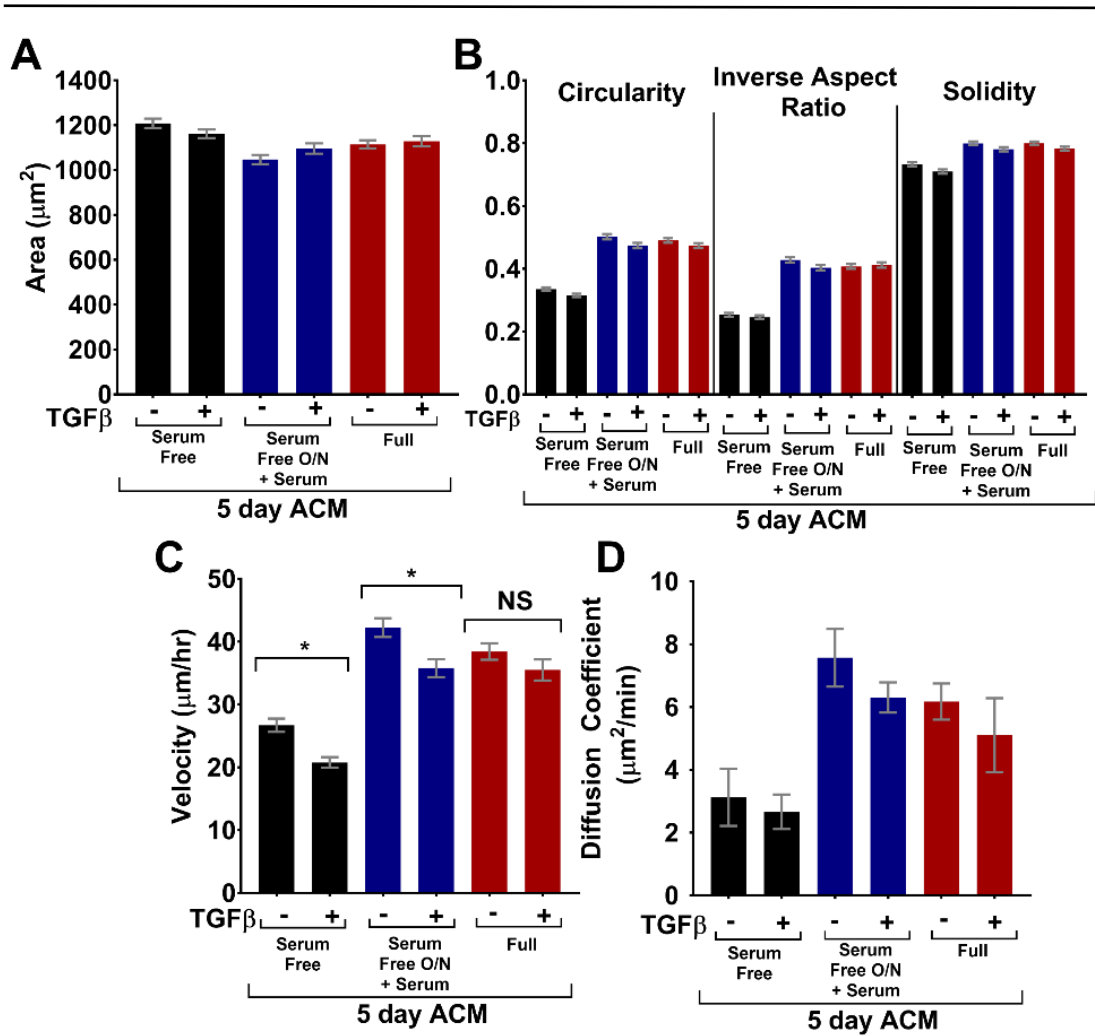 A
Area (μm²)
1400
1200
1000
800
600
400
200
0
TGFβ
- + - + - +
Serum
Free
Serum
Free O/N
+ Serum
Full
5 day ACM
B
1.0
0.8
0.6
0.4
0.2
0.0
Circularity
Inverse Aspect
Ratio
Solidity
TGFβ
- + - + - + - + - + - + - + - + - +
Serum
Free
Serum
Free O/N
+ Serum
Full
Serum
Free
Serum
Free O/N
+ Serum
Full
Serum
Free
Serum
Free O/N
+ Serum
Full
5 day ACM
C
Velocity (μm/hr)
50
40
30
20
10
0
*
*
NS
TGFβ
- + - + - +
Serum
Free
Serum
Free O/N
+ Serum
Full
5 day ACM
D
Diffusion Coefficient
(μm²/min)
10
8
6
4
2
0
TGFβ
- + - + - +
Serum
Free
Serum
Free O/N
+ Serum
Full
5 day ACM